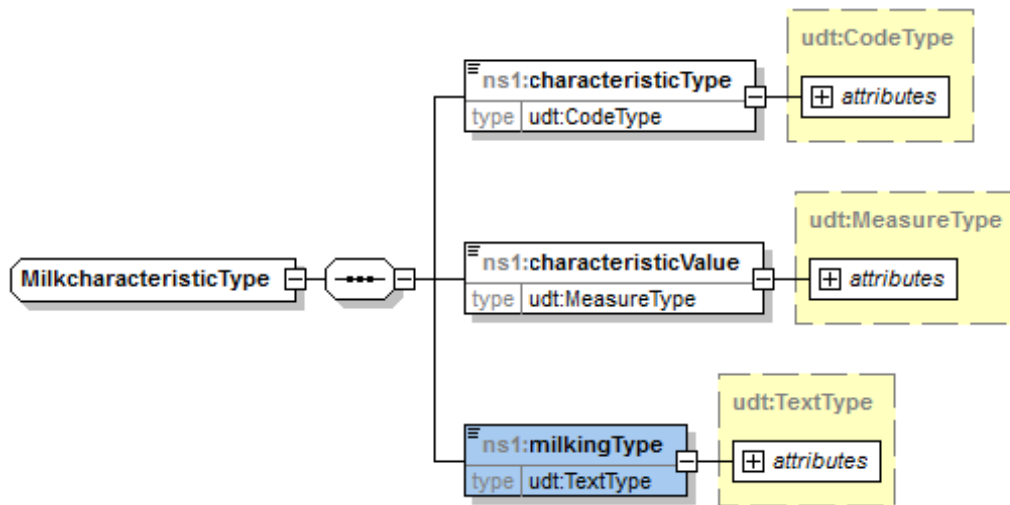 udt:CodeType
ns1:characteristicType
attributes
type udt:CodeType
udt:MeasureType
ns1:characteristicValue
MilkcharacteristicType
attributes
type udt:MeasureType
udt:TextType
ns1:milkingType
attributes
type udt:TextType